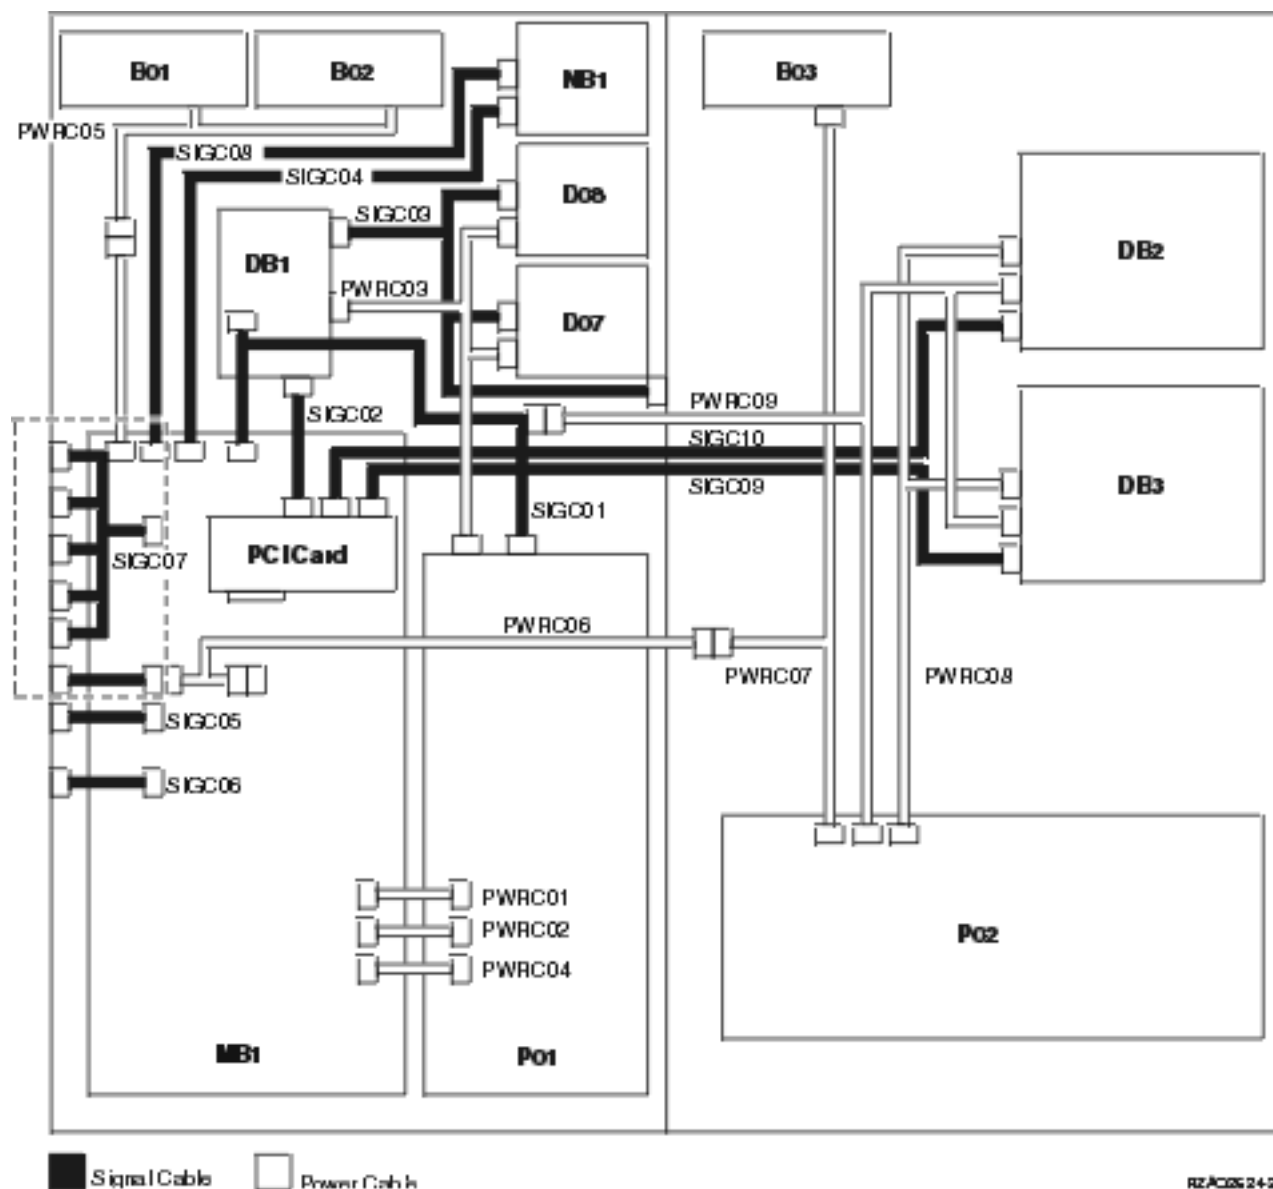 B01
B02
NB1
B03
PWRC05
SIGC08
SIGC04
D08
SIGC03
DB1
DB2
PWRC03
D07
PWRC09
SIGC02
SIGC10
SIGC09
DB3
SIGC01
PCICard
SIGC07
PWRC06
PWRC07
PWRC08
SIGC05
SIGC06
PWRC01
PWRC02
P02
PWRC04
MB1
P01
Signal Cable
Power Cable